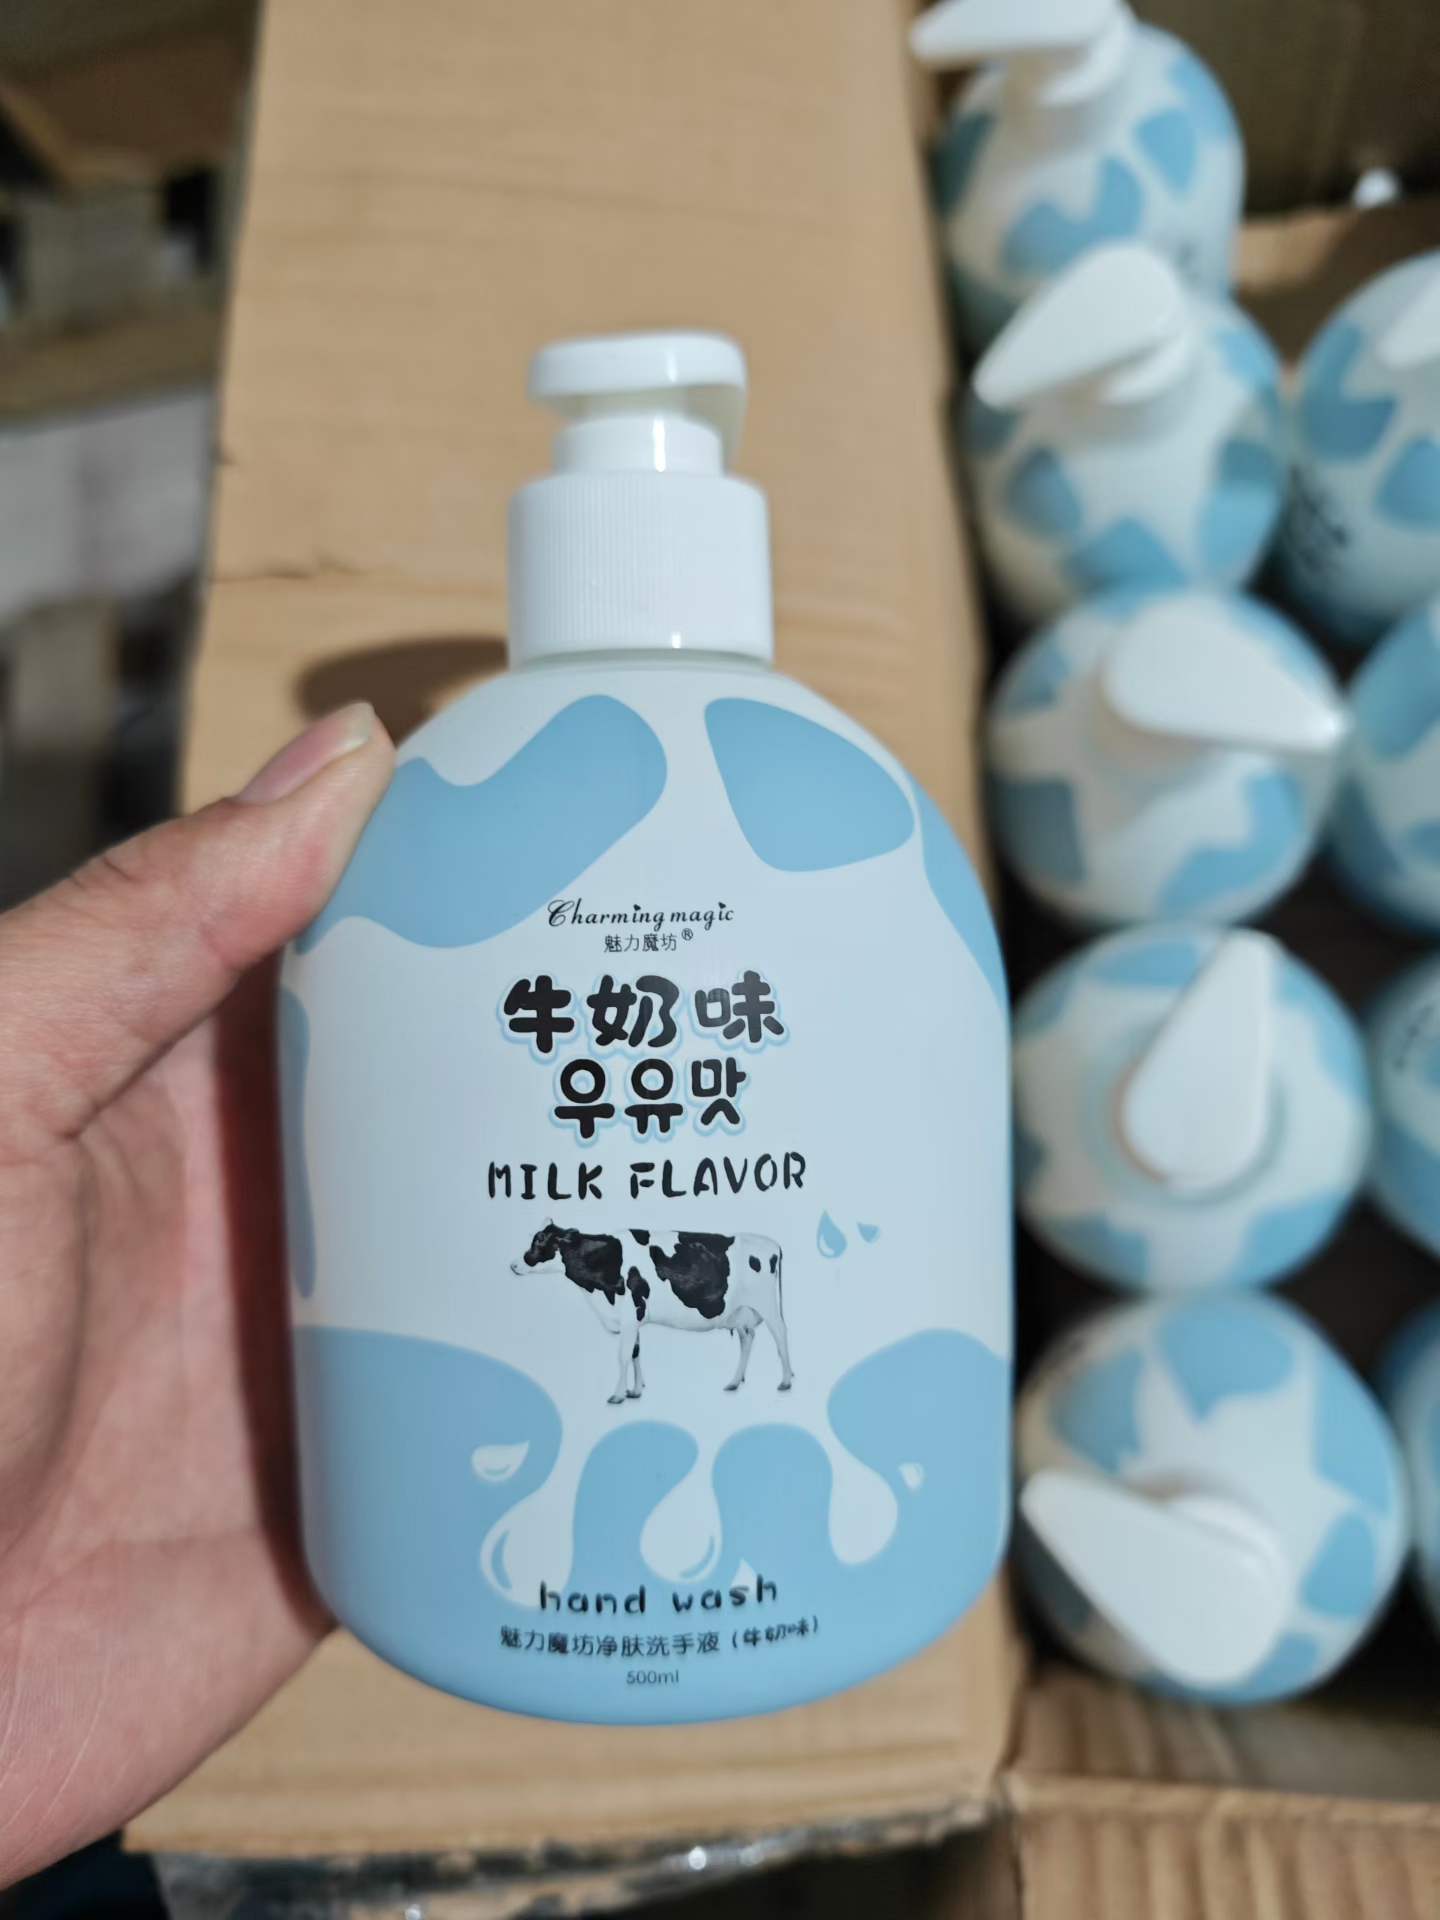 Charming magic
魅力魔坊®
牛奶味
우유맛
MILK FLAVOR
hand wash
魅力魔坊净肤洗手液(牛奶味)
500ml